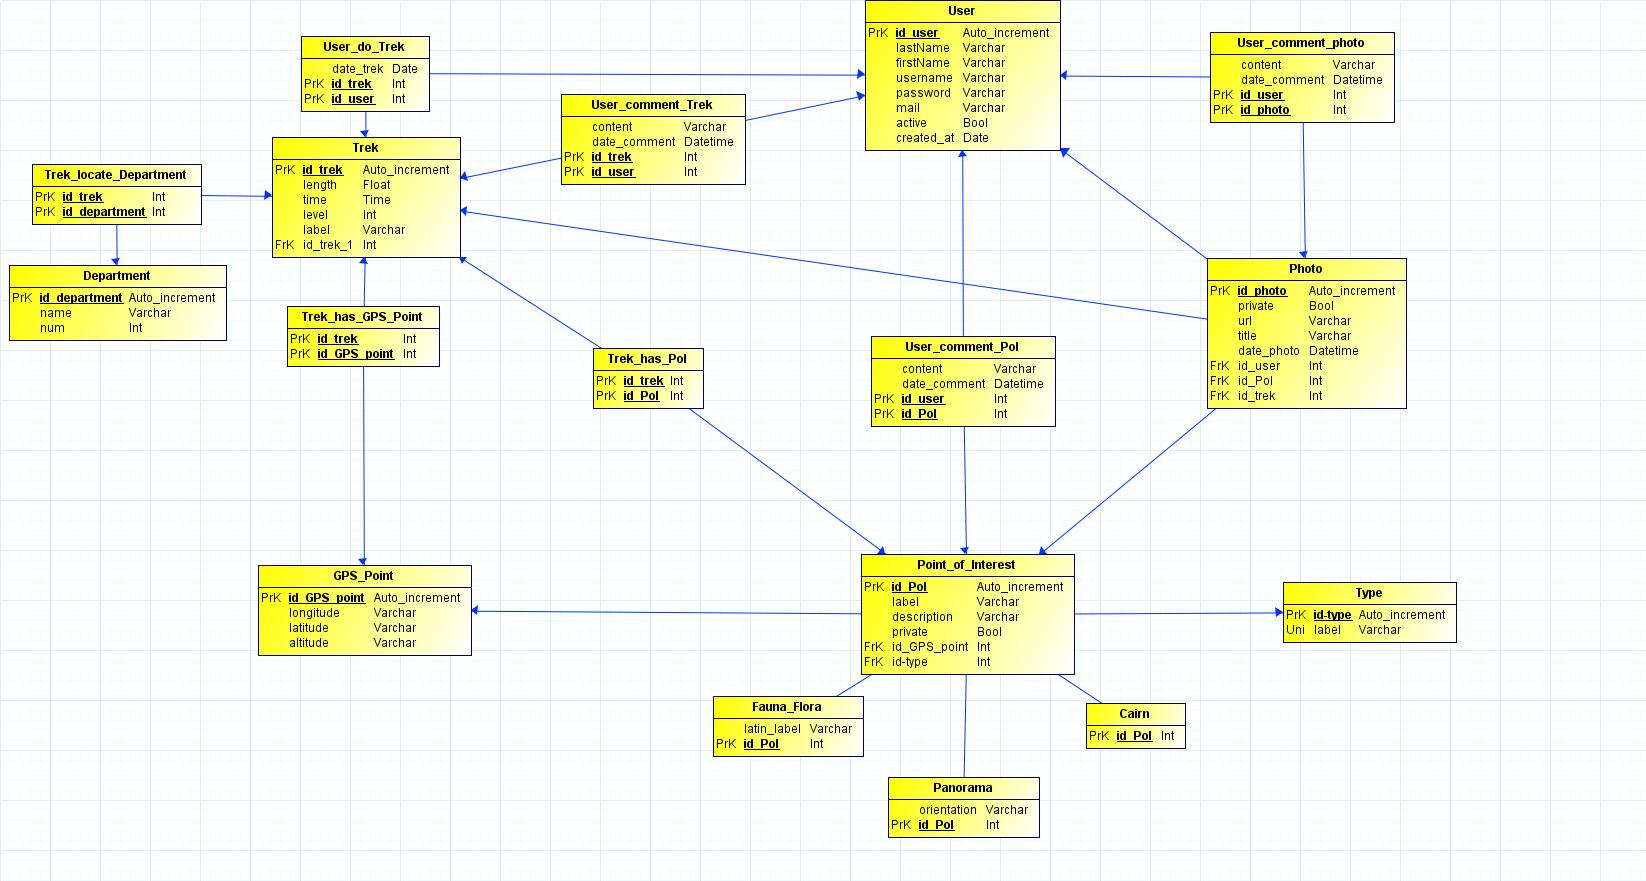 User
PrK id_user Auto_increment
lastName Varchar
firstName Varchar
username Varchar
password Varchar
mail Varchar
active Bool
created_at Date
User_do_Trek
date_trek Date
PrK id_trek Int
PrK id_user Int
User_comment_photo
content Varchar
date_comment Datetime
PrK id_user Int
PrK id_photo Int
User_comment_Trek
content Varchar
date_comment Datetime
PrK id_trek Int
PrK id_user Int
Trek
PrK id_trek Auto_increment
length Float
time Time
level Int
label Varchar
FrK id_trek_1 Int
Trek_locate_Department
PrK id_trek Int
PrK id_department Int
Department
PrK id_department Auto_increment
name Varchar
num Int
Photo
PrK id_photo Auto_increment
private Bool
url Varchar
title Varchar
date_photo Datetime
FrK id_user Int
FrK id_PoI Int
FrK id_trek Int
Trek_has_GPS_Point
PrK id_trek Int
PrK id_GPS_point Int
Trek_has_PoI
PrK id_trek Int
PrK id_PoI Int
User_comment_PoI
content Varchar
date_comment Datetime
PrK id_user Int
PrK id_PoI Int
GPS_Point
PrK id_GPS_point Auto_increment
longitude Varchar
latitude Varchar
altitude Varchar
Point_of_Interest
PrK id_PoI Auto_increment
label Varchar
description Varchar
private Bool
FrK id_GPS_point Int
FrK id-type Int
Type
PrK id-type Auto_increment
Uni label Varchar
Fauna_Flora
latin_label Varchar
PrK id_PoI Int
Cairn
PrK id_PoI Int
Panorama
orientation Varchar
PrK id_PoI Int